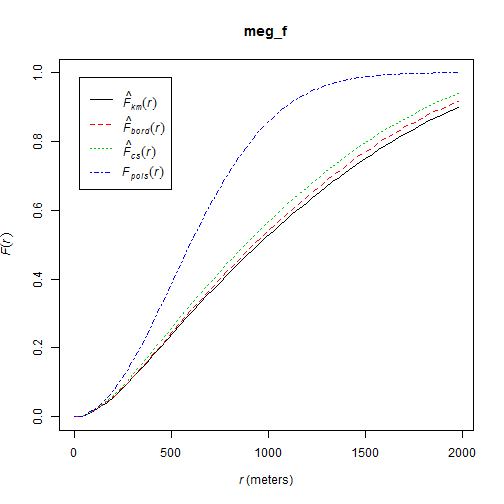 meg_f
F̂km(r)
F̂bord(r)
F̂cs(r)
Fpois(r)
F(r)
0.0
0.2
0.4
0.6
0.8
1.0
0
500
1000
1500
2000
r (meters)